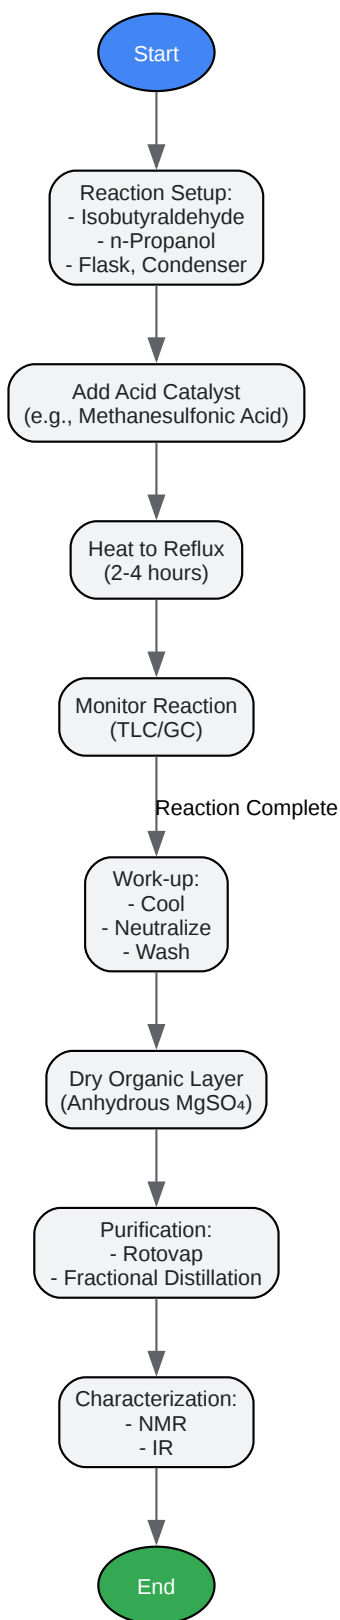 Start
Reaction Setup:
- Isobutyraldehyde
- n-Propanol
- Flask, Condenser
Add Acid Catalyst
(e.g., Methanesulfonic Acid)
Heat to Reflux
(2-4 hours)
Monitor Reaction
(TLC/GC)
Reaction Complete
Work-up:
- Cool
- Neutralize
- Wash
Dry Organic Layer
(Anhydrous MgSO₄)
Purification:
- Rotovap
- Fractional Distillation
Characterization:
- NMR
- IR
End